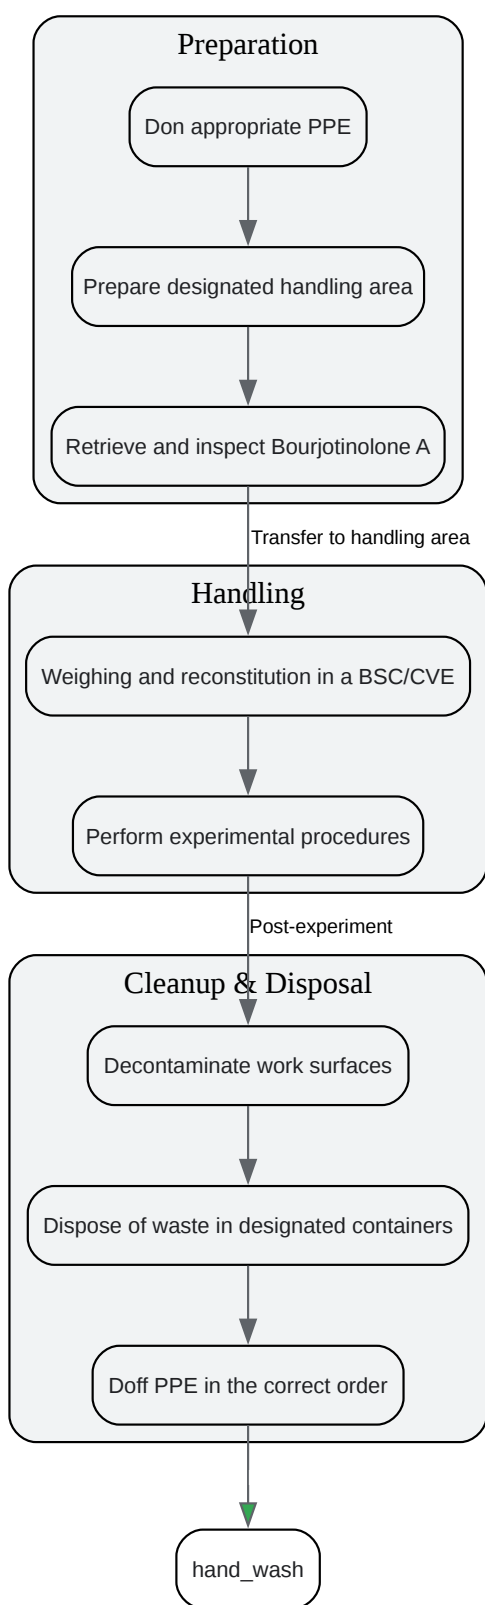 Preparation
Don appropriate PPE
Prepare designated handling area
Retrieve and inspect Bourjotinolone A
Transfer to handling area
Handling
Weighing and reconstitution in a BSC/CVE
Perform experimental procedures
Post-experiment
Cleanup & Disposal
Decontaminate work surfaces
Dispose of waste in designated containers
Doff PPE in the correct order
hand_wash